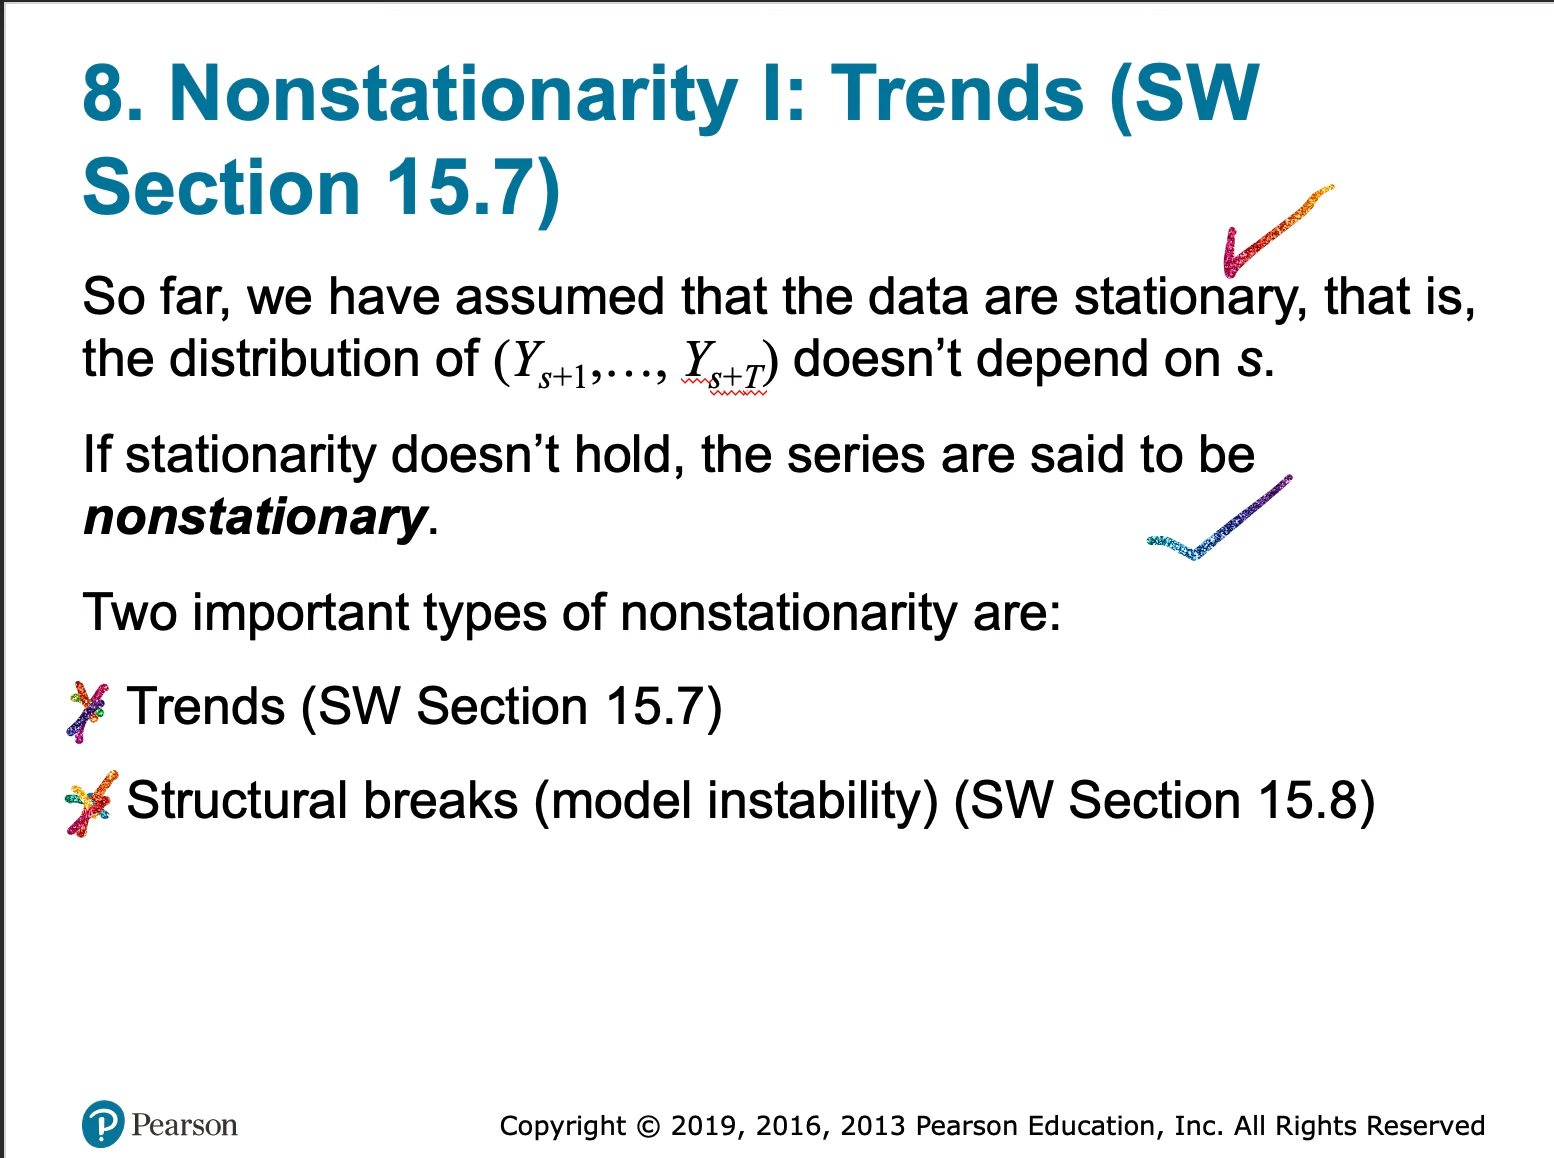 8. Nonstationarity I: Trends (SW
Section 15.7)
So far, we have assumed that the data are stationary, that is,
the distribution of (Yₛ₊₁,…, Yₛ₊T) doesn’t depend on s.
If stationarity doesn’t hold, the series are said to be
nonstationary.
Two important types of nonstationarity are:
Trends (SW Section 15.7)
Structural breaks (model instability) (SW Section 15.8)
Pearson
Copyright © 2019, 2016, 2013 Pearson Education, Inc. All Rights Reserved